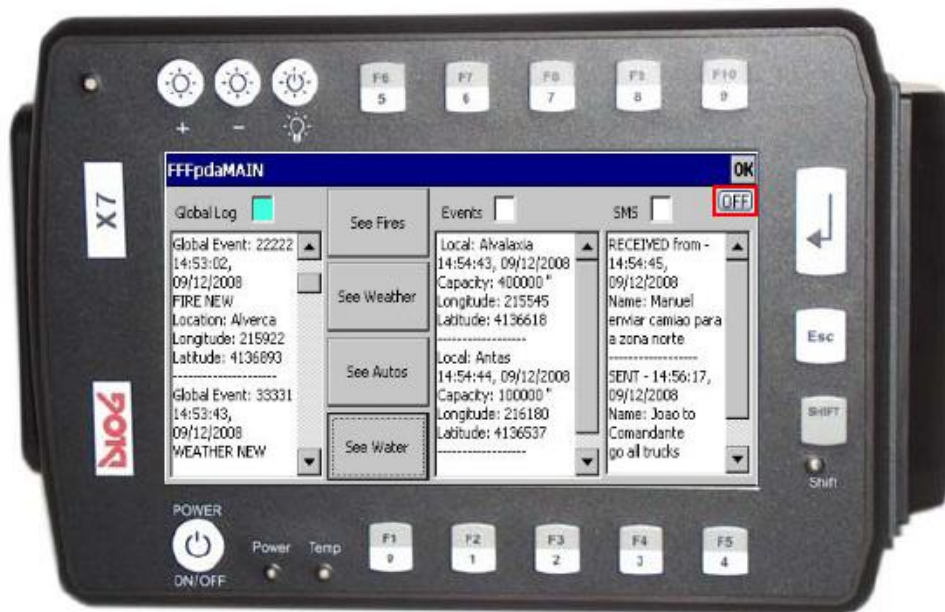 F6 F7 F8 F9 F10
5 6 7 8 9
+ -
X7
FFFpdaMAIN OK
Global Log See Fires Events SMS OFF
Global Event: 22222
14:53:02,
09/12/2008
FIRE NEW
Location: Alverca
Longitude: 215922
Latitude: 4136893
--------------------
Global Event: 33331
14:53:43,
09/12/2008
WEATHER NEW
See Weather
See Autos
See Water
Local: Alvalaxia
14:54:43, 09/12/2008
Capacity: 400000 "
Longitude: 215545
Latitude: 4136618
-----------------
Local: Antas
14:54:44, 09/12/2008
Capacity: 100000 "
Longitude: 216180
Latitude: 4136537
-----------------
RECEIVED from -
14:54:45,
09/12/2008
Name: Manuel
enviar camiao para
a zona norte
------------------
SENT - 14:56:17,
09/12/2008
Name: Joao to
Comandante
go all trucks
Esc
SHIFT
Shift
POWER
ON/OFF
Power Temp
F1 F2 F3 F4 F5
1 2 3 4